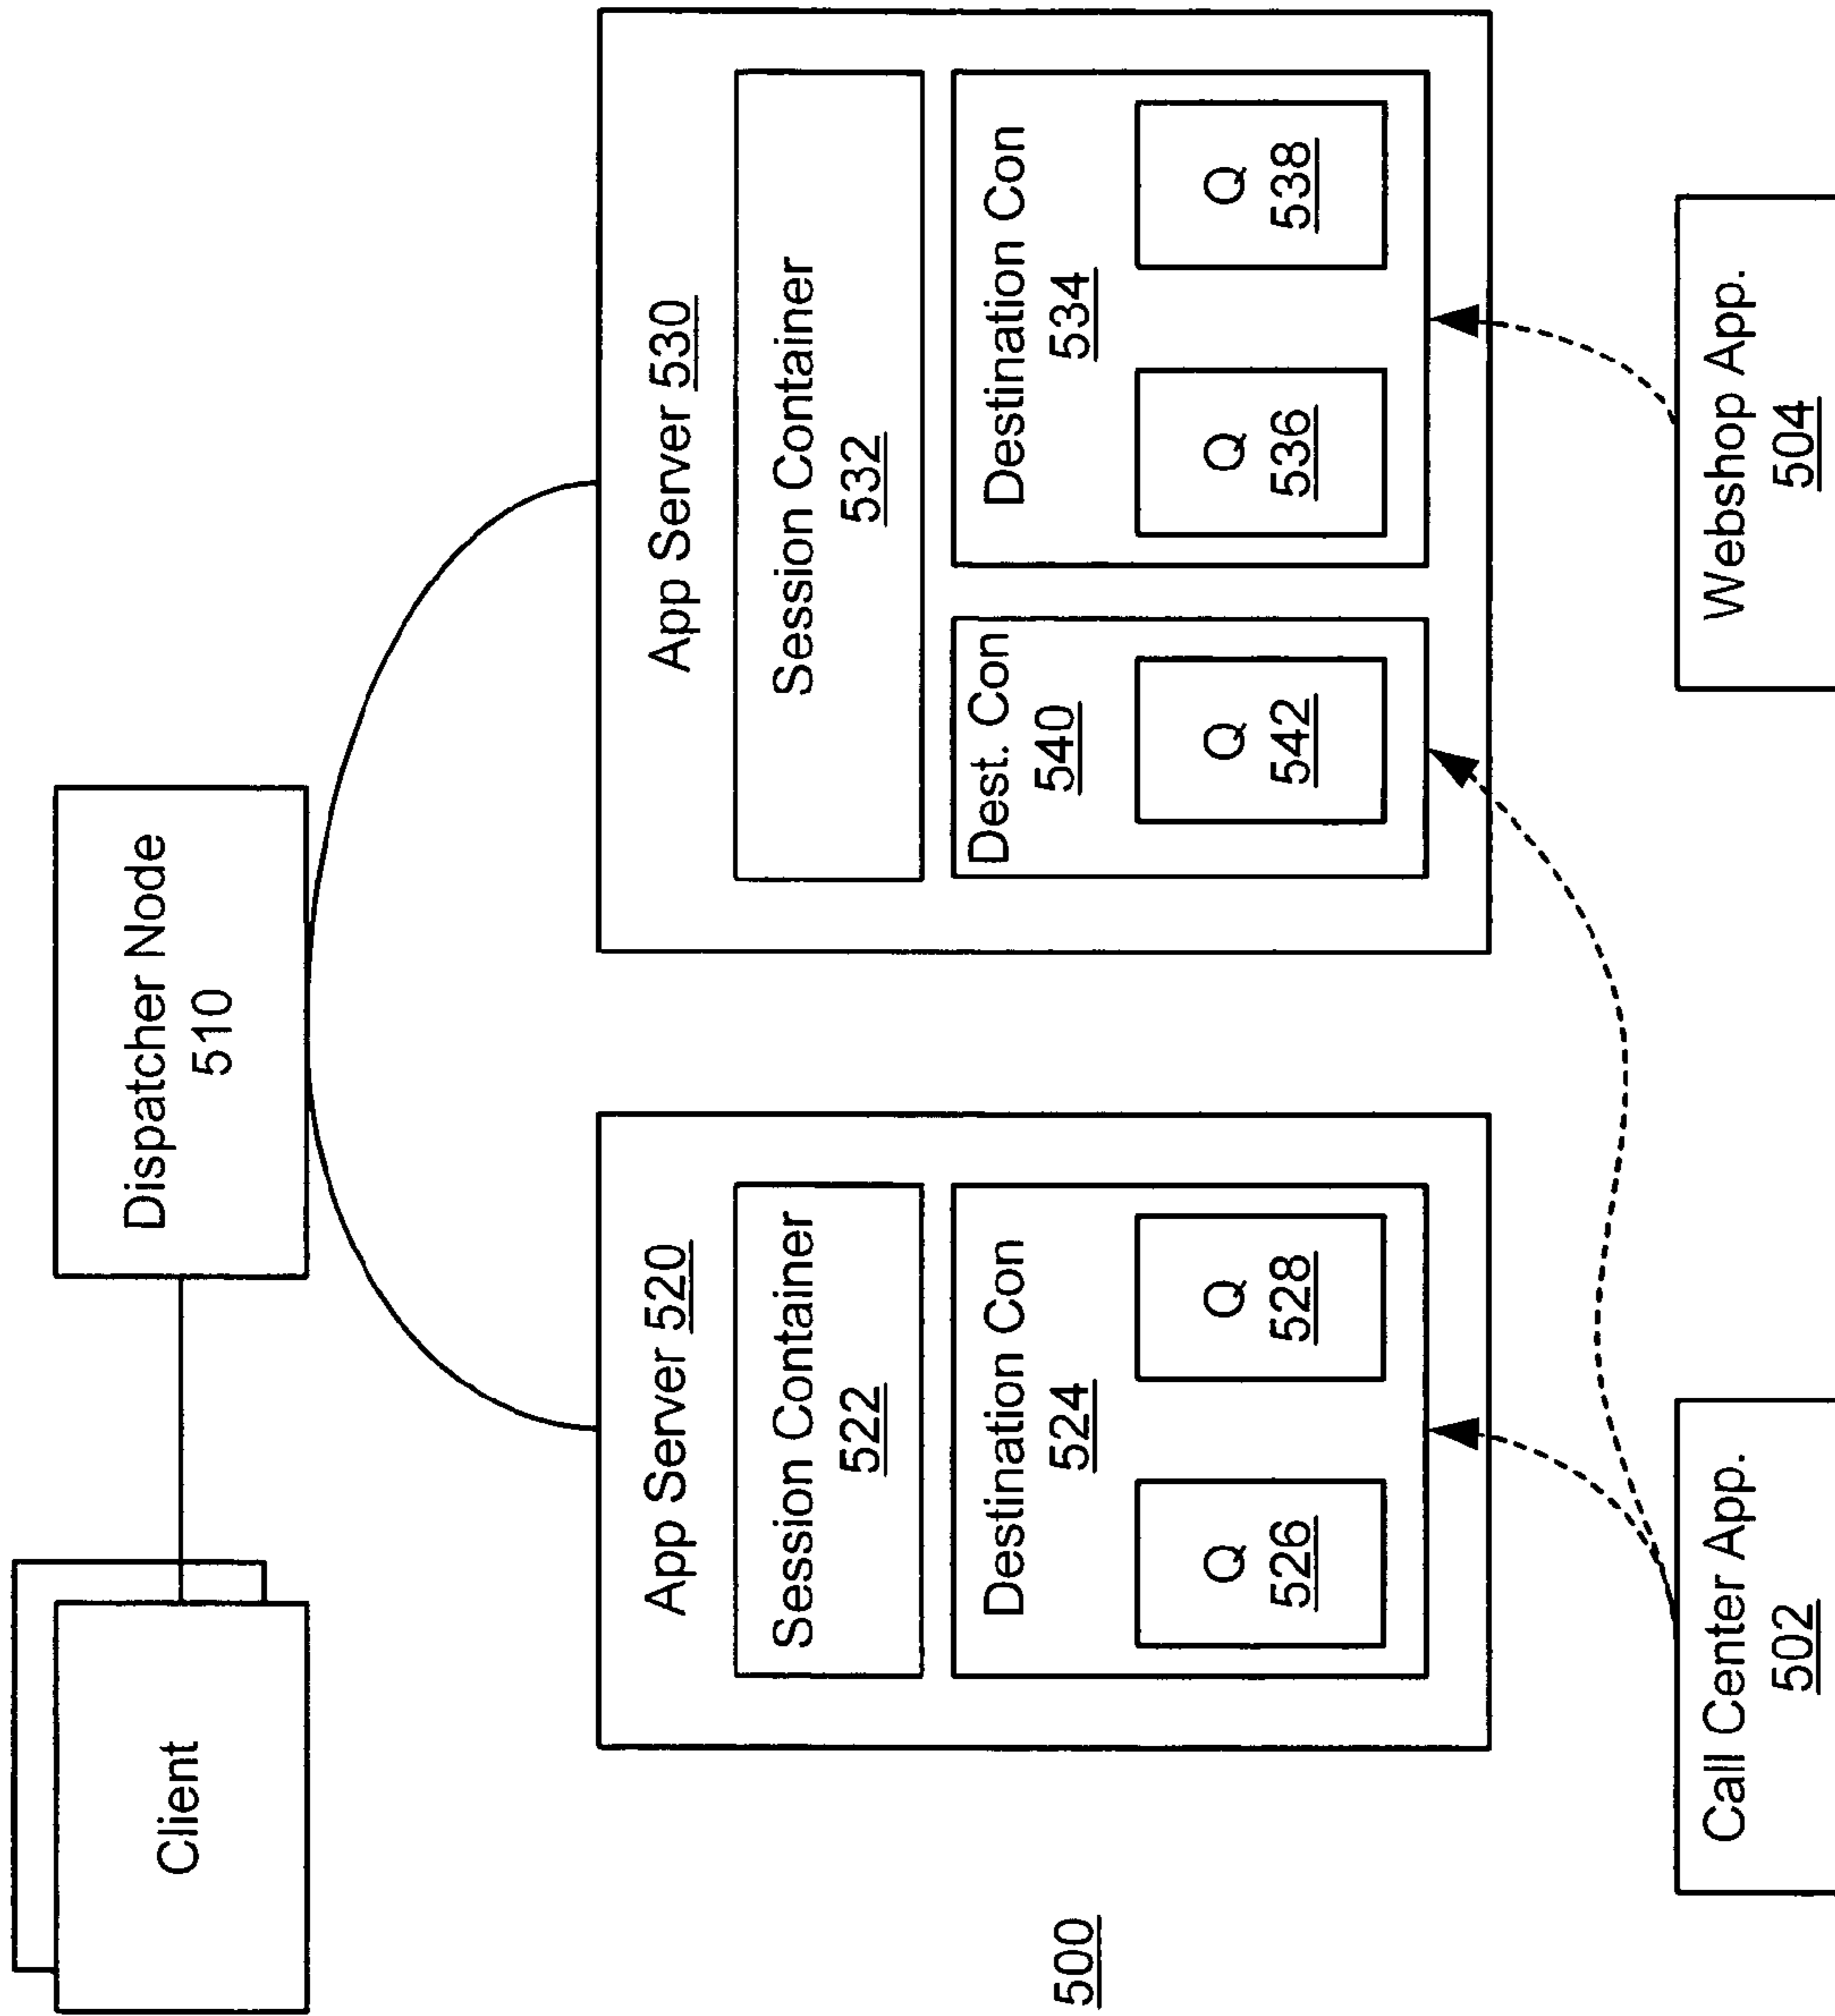 Client
Dispatcher Node
510
App Server 520
Session Container
522
Destination Con
524
Q
526
Q
528
App Server 530
Session Container
532
Dest. Con
540
Q
542
Destination Con
534
Q
536
Q
538
500
Call Center App.
502
Webshop App.
504